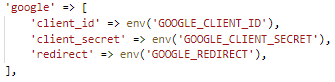 'google' => [
'client_id' => env('GOOGLE_CLIENT_ID'),
'client_secret' => env('GOOGLE_CLIENT_SECRET'),
'redirect' => env('GOOGLE_REDIRECT'),
],